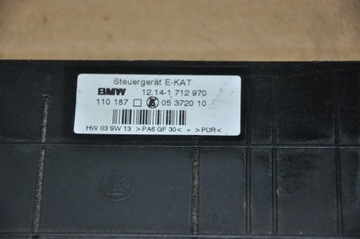 Steuergerät E-KAT
BMW 12.14-1 712 970
110 187 K 05 3720 10
HW 03 SW 13 >PA6 GF 30< + >PUR<
K